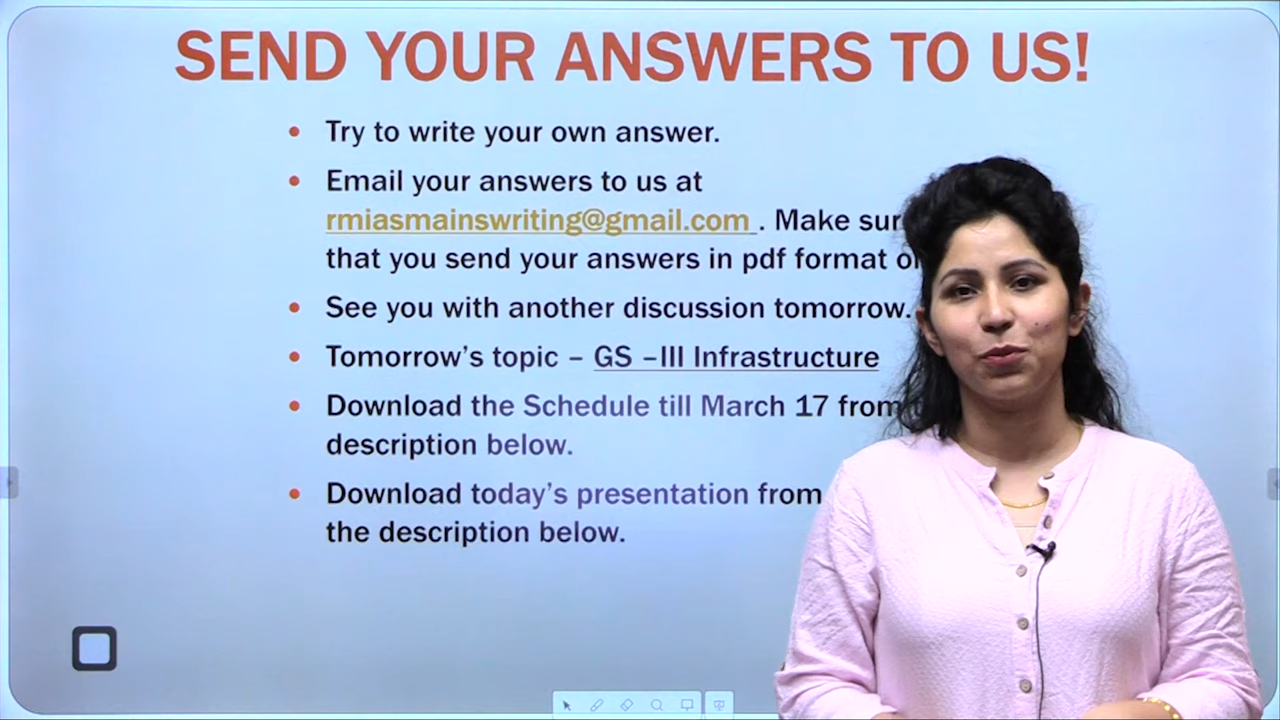 SEND YOUR ANSWERS TO US!
• Try to write your own answer.
• Email your answers to us at
rmiasmainswriting@gmail.com . Make
that you send your answers in pdf format
• See you with another discussion tomorrow.
• Tomorrow’s topic – GS –III Infrastructure
• Download the Schedule till March 17 from
description below.
• Download today’s presentation from
the description below.